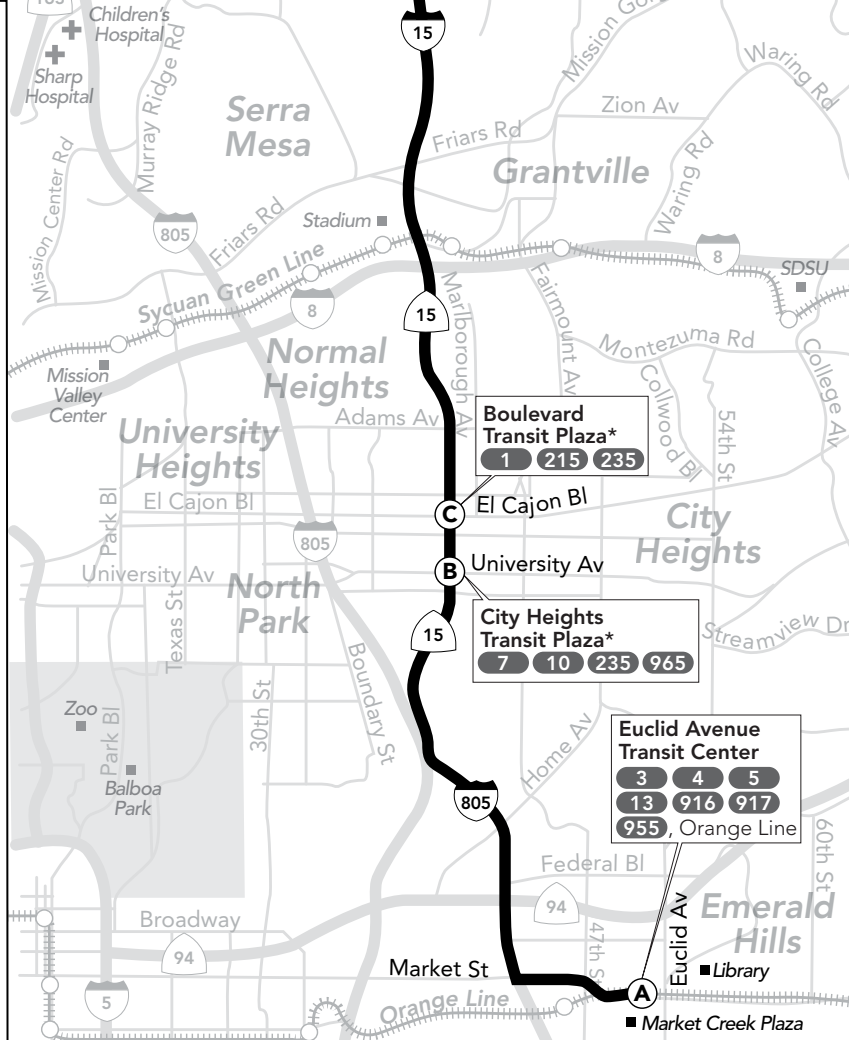 163
Children's
Hospital
Sharp
Hospital
Murray Ridge Rd
Mission Center Rd
15
Serra
Mesa
Zion Av
Waring Rd
Friars Rd
Grantville
Waring Rd
805
Friars Rd
Stadium
8
SDSU
Sycuan Green Line
8
15
Marlborough Av
Fairmount Av
Montezuma Rd
College Av
Normal
Heights
Mission
Valley
Center
Collwood Bl
54th St
Adams Av
Boulevard
Transit Plaza*
1 215 235
University
Heights
Park Bl
El Cajon Bl
C
El Cajon Bl
City
Heights
805
University Av
B
University Av
Texas St
North
Park
15
City Heights
Transit Plaza*
7 10 235 965
Streamview Dr
Boundary St
30th St
Zoo
Park Bl
Balboa
Park
Home Av
Euclid Avenue
Transit Center
3 4 5
13 916 917
955, Orange Line
805
60th St
Federal Bl
94
Emerald
Hills
Broadway
94
47th St
Euclid Av
Market St
Library
5
Orange Line
A
Market Creek Plaza